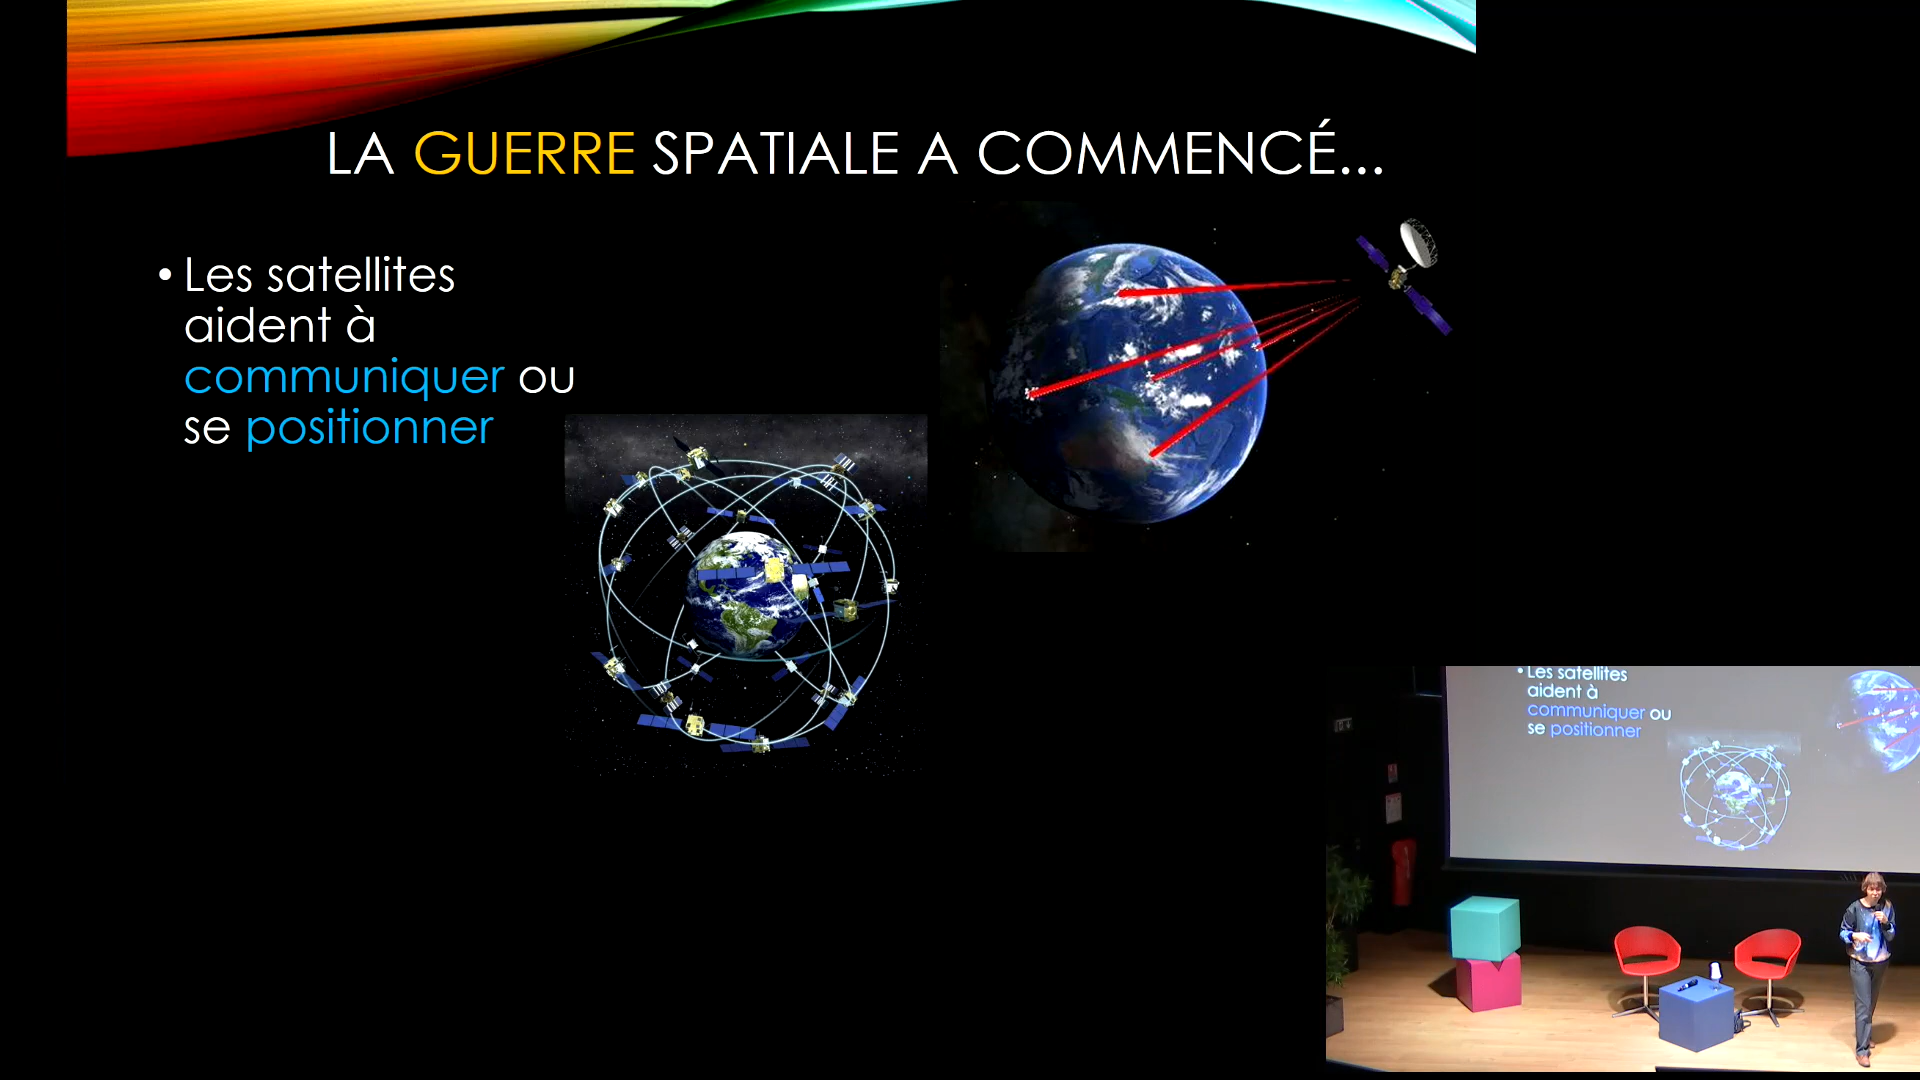 LA GUERRE SPATIALE A COMMENCÉ...
• Les satellites
aident à
communiquer ou
se positionner
• Les satellites
aident à
communiquer ou
se positionner